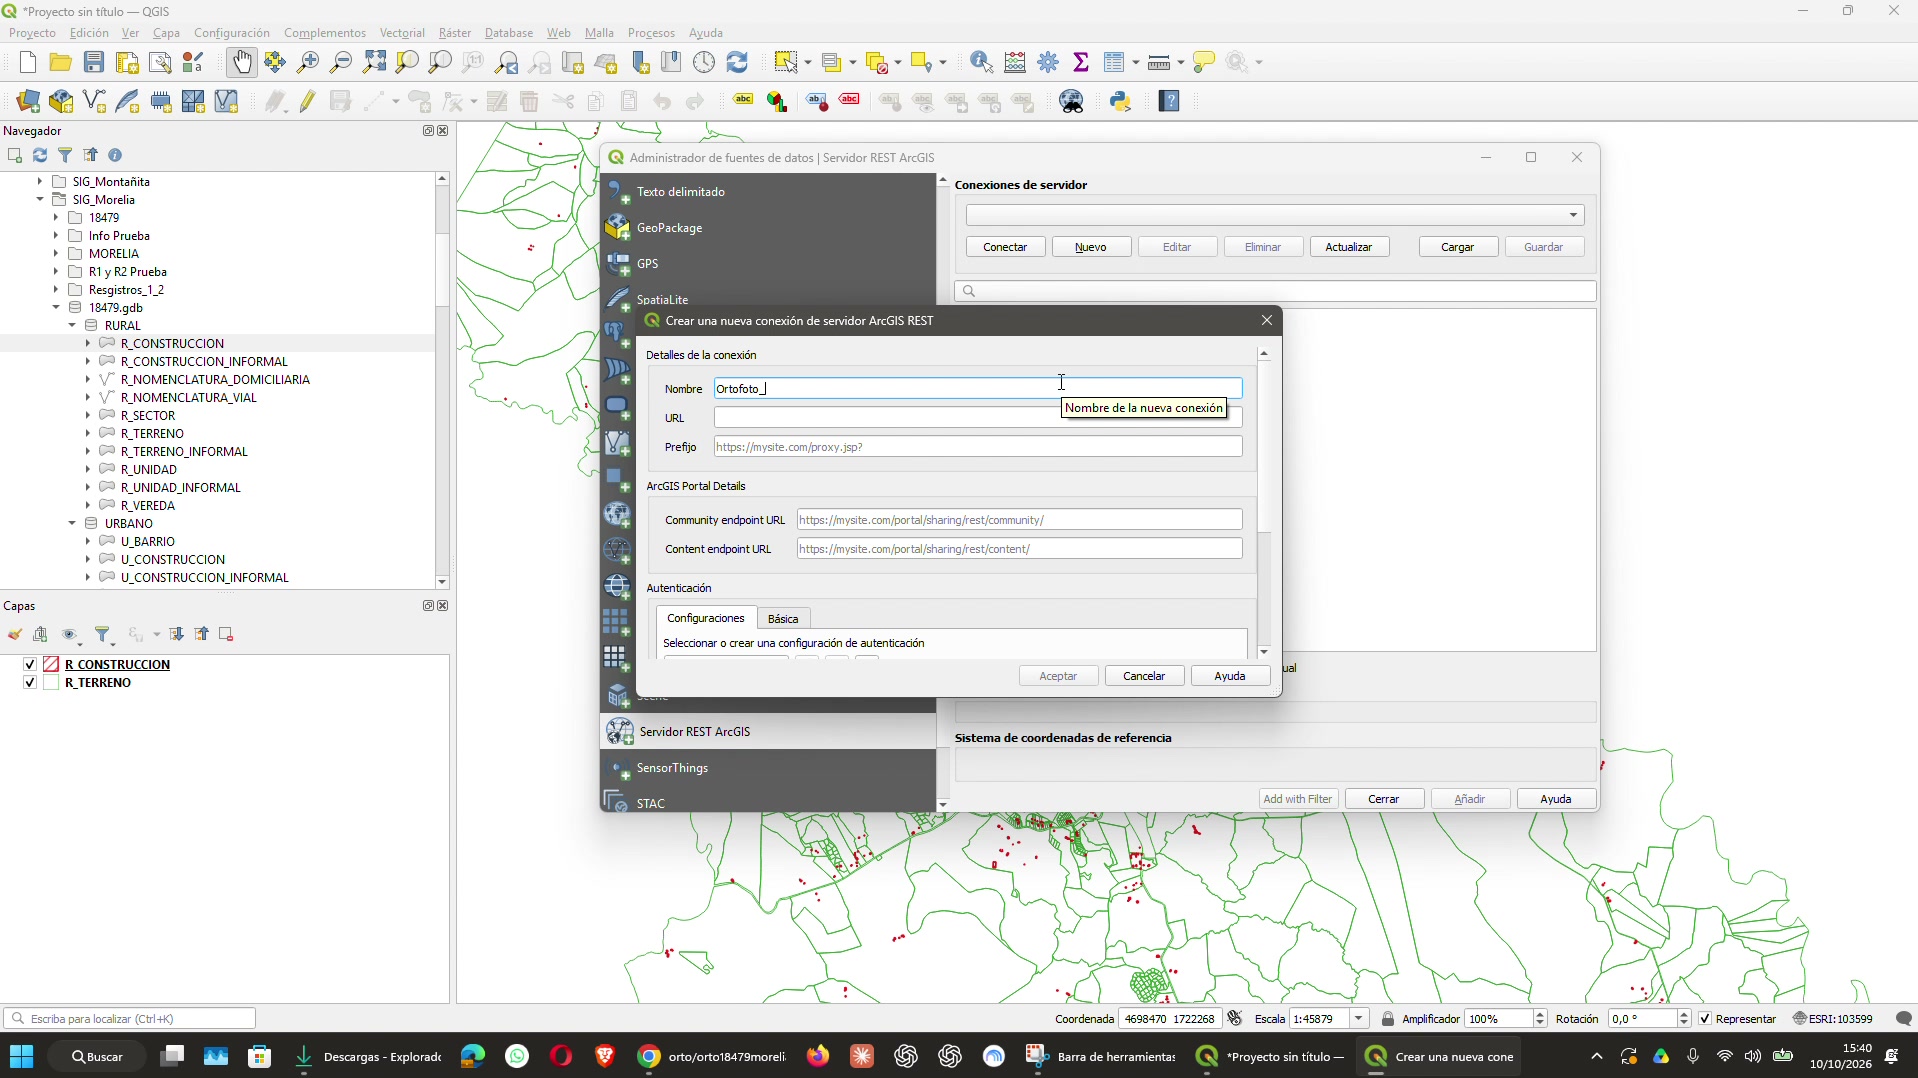 *Proyecto sin título — QGIS
Proyecto Edición Ver Capa Configuración Complementos Vectorial Ráster Database Web Malla Procesos Ayuda
Navegador
SIG_Montañita
SIG_Morelia
18479
Info Prueba
MORELIA
R1 y R2 Prueba
Resgistros_1_2
18479.gdb
RURAL
R_CONSTRUCCION
R_CONSTRUCCION_INFORMAL
R_NOMENCLATURA_DOMICILIARIA
R_NOMENCLATURA_VIAL
R_SECTOR
R_TERRENO
R_TERRENO_INFORMAL
R_UNIDAD
R_UNIDAD_INFORMAL
R_VEREDA
URBANO
U_BARRIO
U_CONSTRUCCION
U_CONSTRUCCION_INFORMAL
Capas
R_CONSTRUCCION
R_TERRENO
Administrador de fuentes de datos | Servidor REST ArcGIS
Texto delimitado
GeoPackage
GPS
SpatiaLite
Servidor REST ArcGIS
SensorThings
STAC
Conexiones de servidor
Conectar Nuevo Editar Eliminar Actualizar Cargar Guardar
ual
Sistema de coordenadas de referencia
Add with Filter Cerrar Añadir Ayuda
Crear una nueva conexión de servidor ArcGIS REST
Detalles de la conexión
Nombre Ortofoto_
Nombre de la nueva conexión
URL
Prefijo https://mysite.com/proxy.jsp?
ArcGIS Portal Details
Community endpoint URL https://mysite.com/portal/sharing/rest/community/
Content endpoint URL https://mysite.com/portal/sharing/rest/content/
Autenticación
Configuraciones Básica
Seleccionar o crear una configuración de autenticación
Aceptar Cancelar Ayuda
Escriba para localizar (Ctrl+K)
Coordenada 4698470 1722268 Escala 1:45879 Amplificador 100% Rotación 0,0 ° Representar ESRI:103599
Buscar Descargas - Explorado orto/orto18479moreli Barra de herramientas *Proyecto sin título — Crear una nueva cone
15:40
10/10/2026